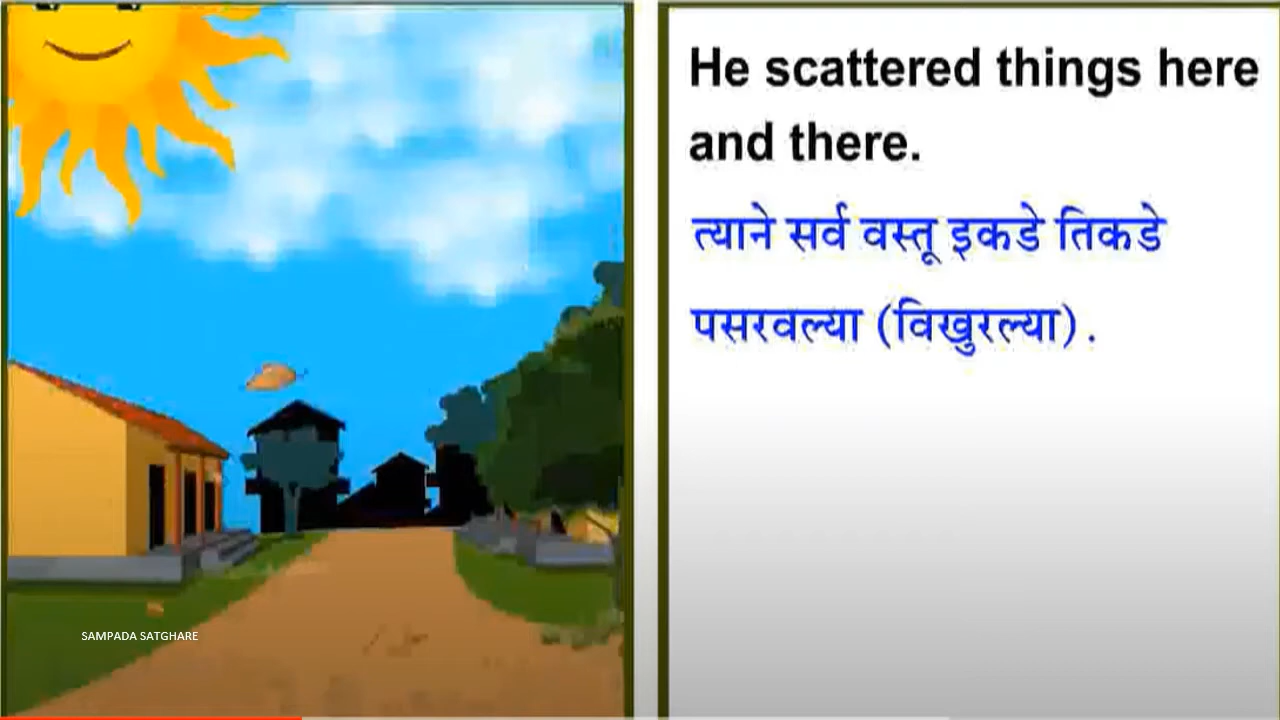 He scattered things here
and there.
त्याने सर्व वस्तू इकडे तिकडे
पसरवल्या (विखुरल्या).
SAMPADA SATGHARE